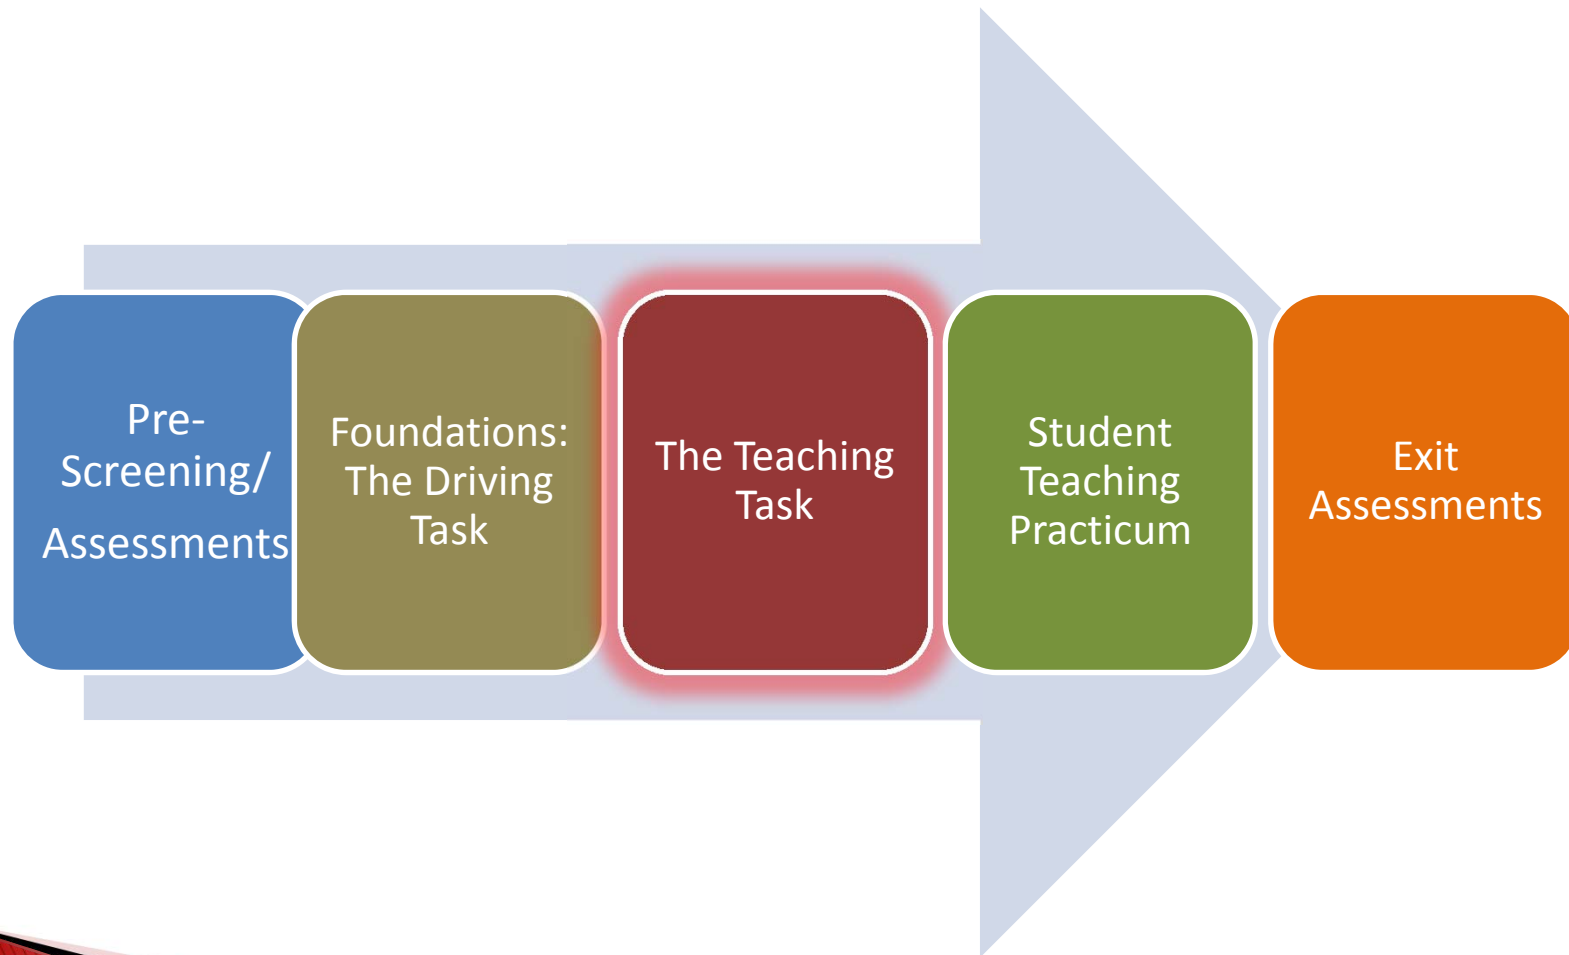 Pre-
Screening/
Assessments
Foundations:
The Driving
Task
The Teaching
Task
Student
Teaching
Practicum
Exit
Assessments